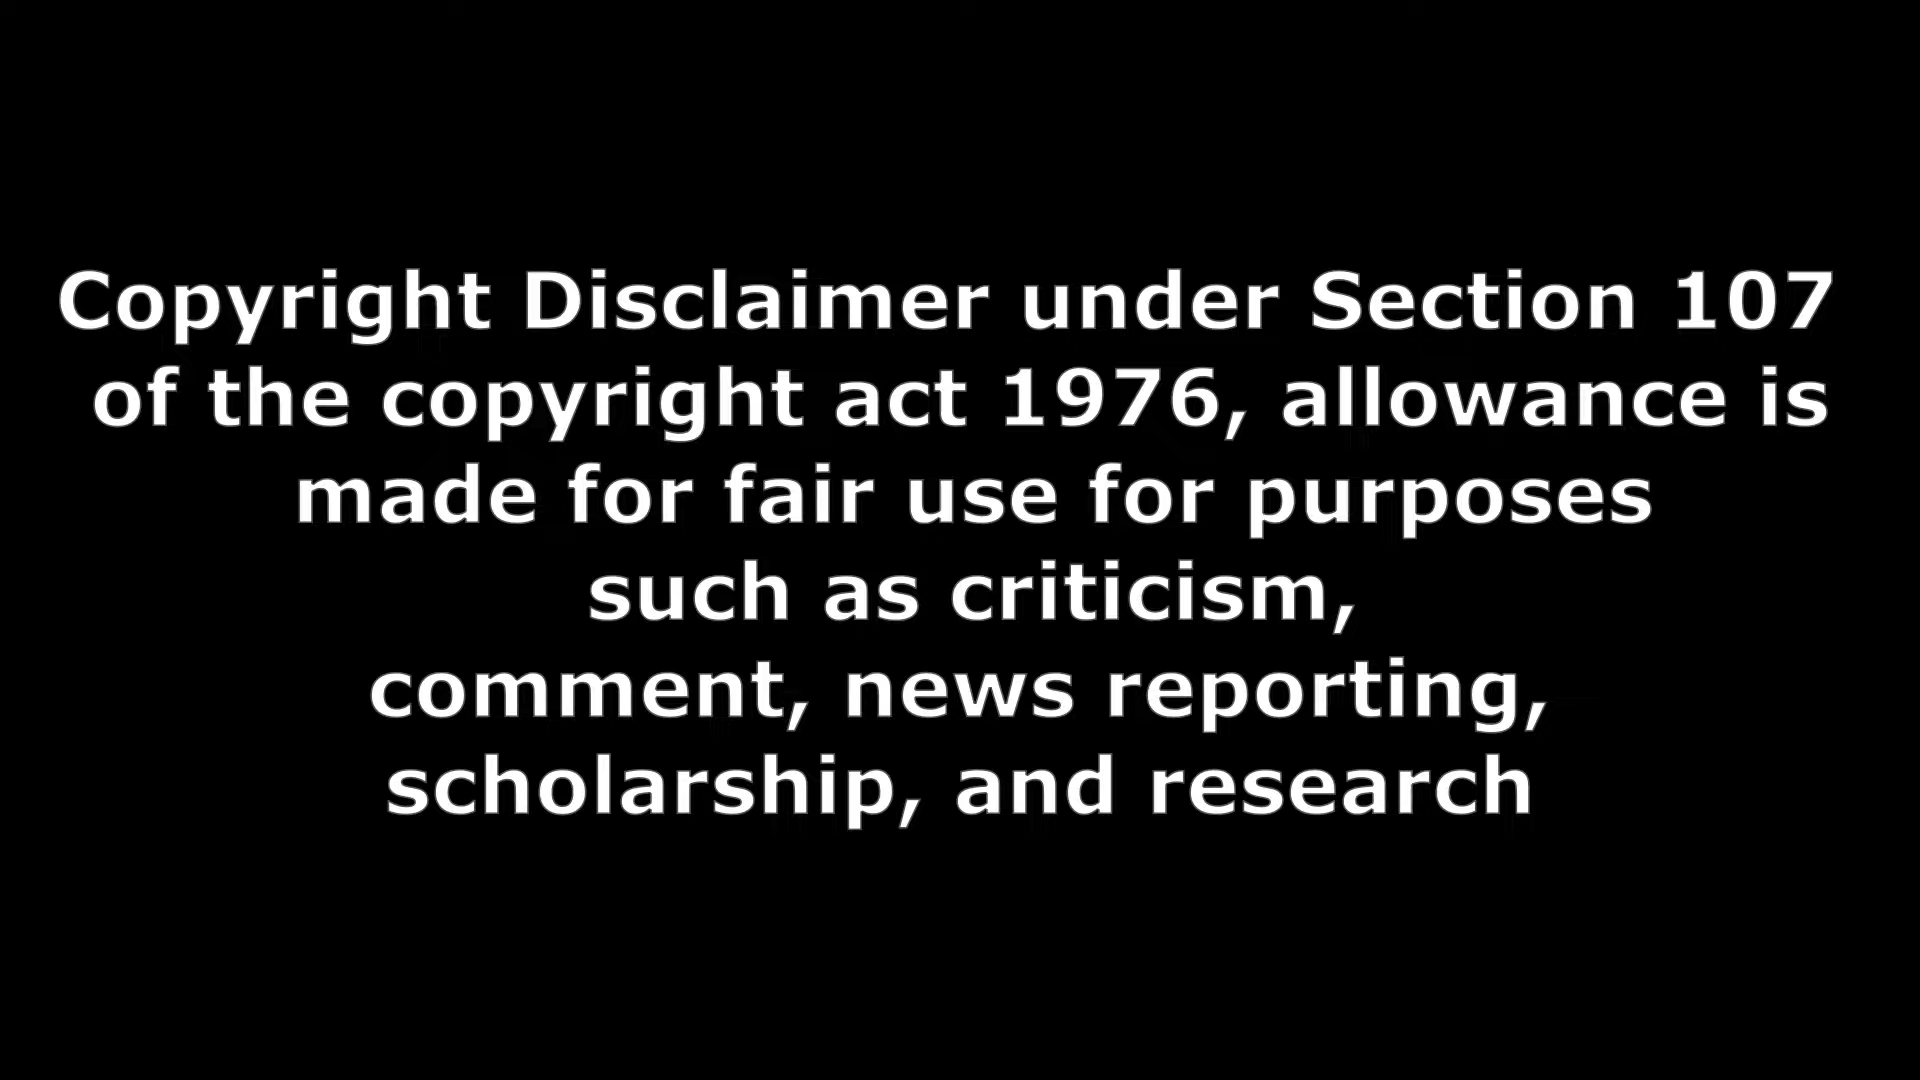 Copyright Disclaimer under Section 107
of the copyright act 1976, allowance is
made for fair use for purposes
such as criticism,
comment, news reporting,
scholarship, and research